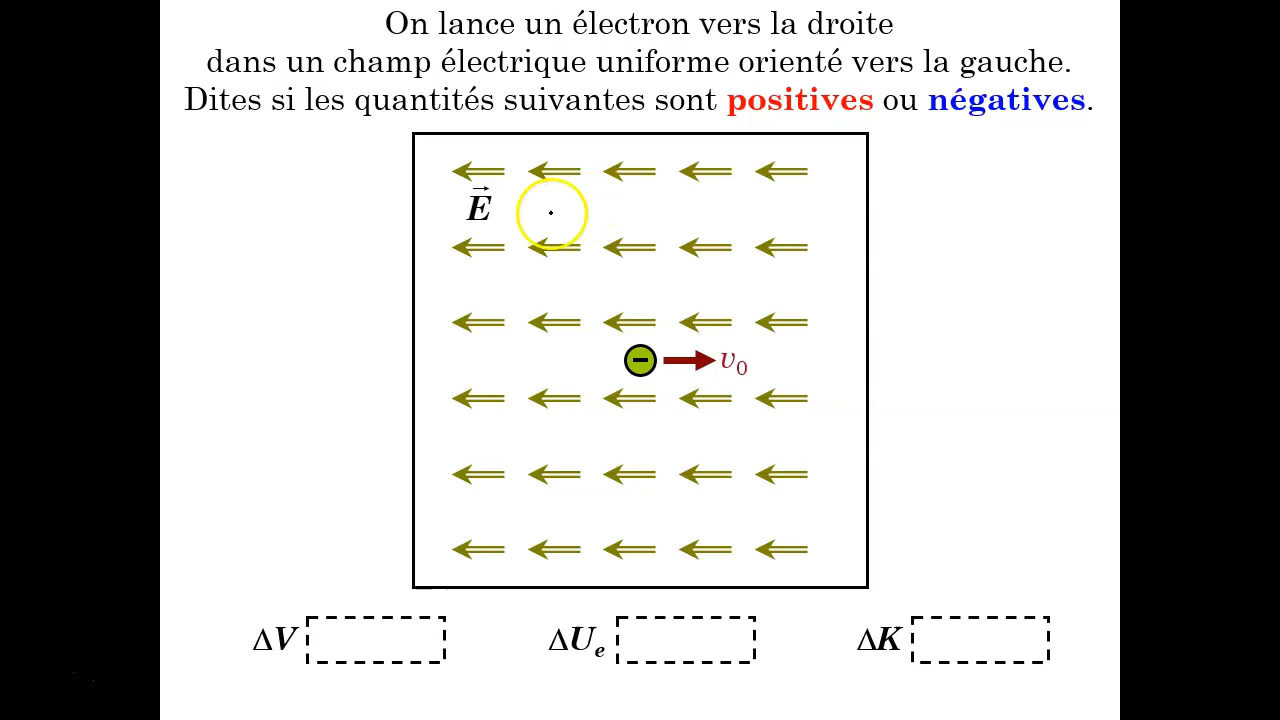 On lance un électron vers la droite
dans un champ électrique uniforme orienté vers la gauche.
Dites si les quantités suivantes sont positives ou négatives.
E⃗
− v₀
ΔV ΔUₑ ΔK